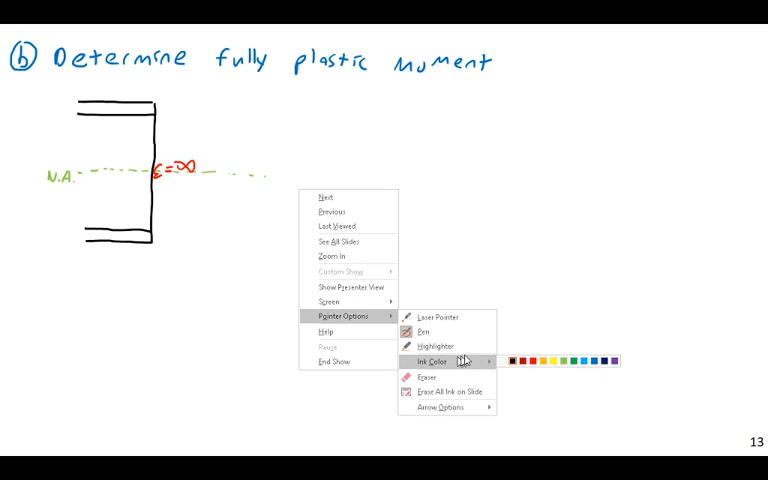 (b) Determine fully plastic moment
N.A.
ε=∞
Next
Previous
Last Viewed
See All Slides
Zoom In
Custom Show
Show Presenter View
Screen
Pointer Options
Help
Pause
End Show
Laser Pointer
Pen
Highlighter
Ink Color
Eraser
Erase All Ink on Slide
Arrow Options
13